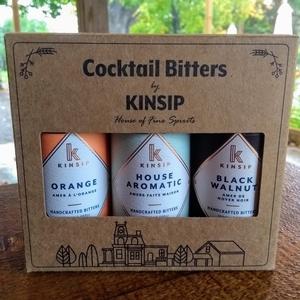 Cocktail Bitters
by
KINSIP
House of Fine Spirits
k
KINSIP
ORANGE
AMER À L'ORANGE
HANDCRAFTED BITTERS
k
KINSIP
HOUSE
AROMATIC
AMERS FAITS MAISON
HANDCRAFTED BITTERS
k
KINSIP
BLACK
WALNUT
AMER DE
NOYER NOIR
HANDCRAFTED BITTERS